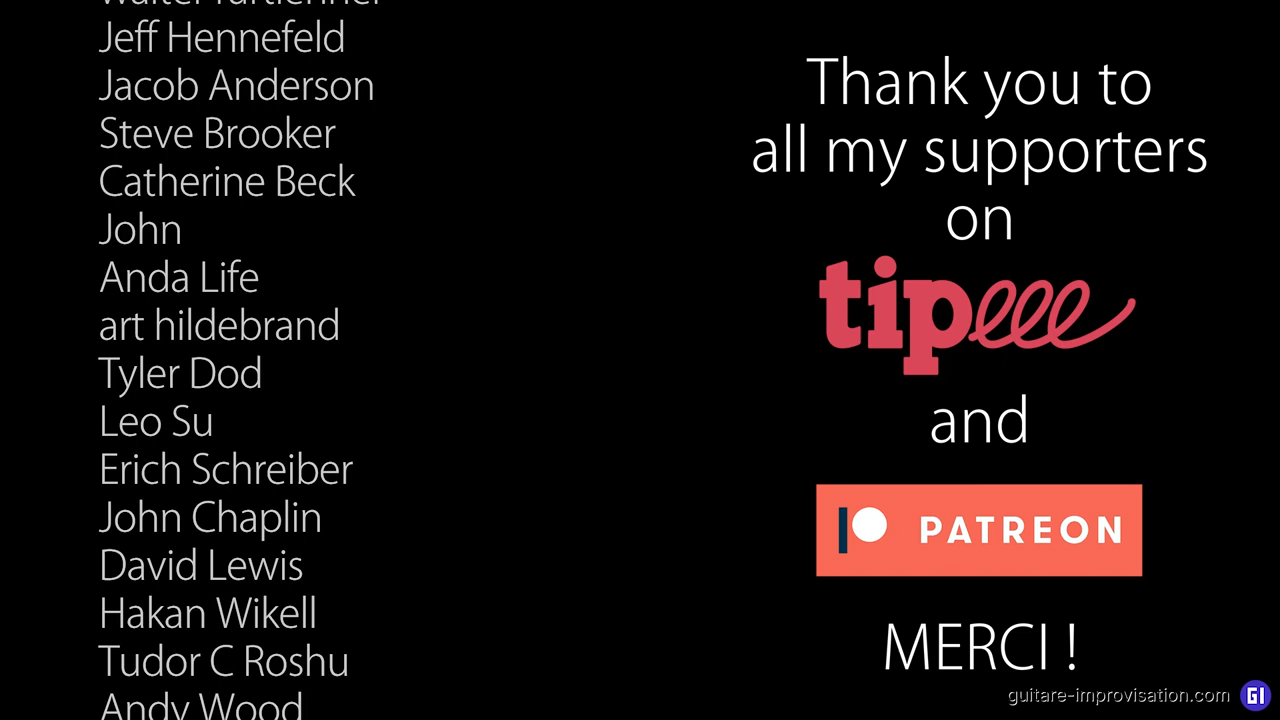 Jeff Hennefeld
Jacob Anderson
Steve Brooker
Catherine Beck
John
Anda Life
art hildebrand
Tyler Dod
Leo Su
Erich Schreiber
John Chaplin
David Lewis
Hakan Wikell
Tudor C Roshu
Andy Wood
Thank you to
all my supporters
on
tipeee
and
PATREON
MERCI !
guitare-improvisation.com GI